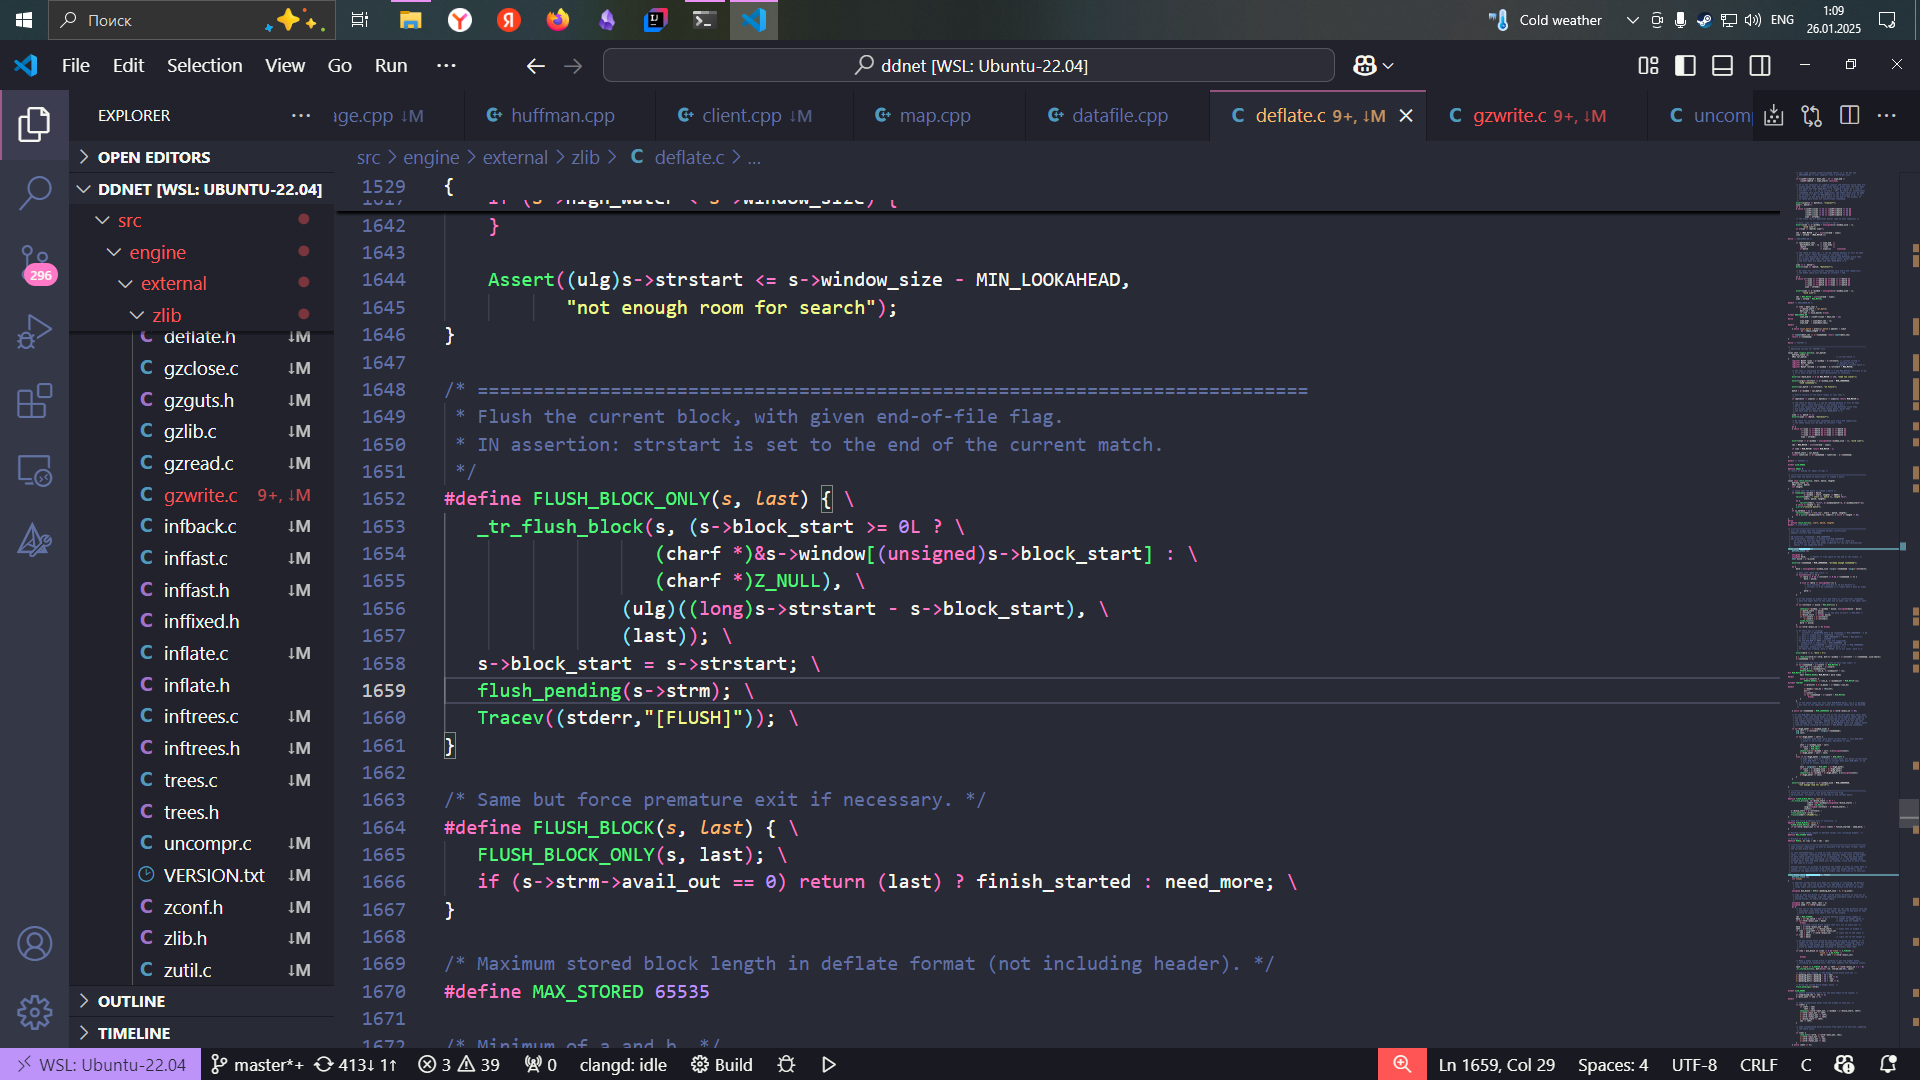 Поиск
Cold weather
ENG
1:09
26.01.2025
File Edit Selection View Go Run ···
ddnet [WSL: Ubuntu-22.04]
EXPLORER ···
age.cpp ↓M
huffman.cpp
client.cpp ↓M
map.cpp
datafile.cpp
deflate.c 9+, ↓M
gzwrite.c 9+, ↓M
uncomp
OPEN EDITORS
DDNET [WSL: UBUNTU-22.04]
src
engine
external
zlib
deflate.h ↓M
gzclose.c ↓M
gzguts.h ↓M
gzlib.c ↓M
gzread.c ↓M
gzwrite.c 9+, ↓M
infback.c ↓M
inffast.c ↓M
inffast.h ↓M
inffixed.h ↓M
inflate.c ↓M
inflate.h ↓M
inftrees.c ↓M
inftrees.h ↓M
trees.c ↓M
trees.h ↓M
uncompr.c ↓M
VERSION.txt ↓M
zconf.h ↓M
zlib.h ↓M
zutil.c ↓M
OUTLINE
TIMELINE
296
src > engine > external > zlib > C deflate.c > ...
1529 {
1617 if (s->high_water < s->window_size) {
1642 }
1643
1644 Assert((ulg)s->strstart <= s->window_size - MIN_LOOKAHEAD,
1645 "not enough room for search");
1646 }
1647
1648 /* ===========================================================================
1649 * Flush the current block, with given end-of-file flag.
1650 * IN assertion: strstart is set to the end of the current match.
1651 */
1652 #define FLUSH_BLOCK_ONLY(s, last) { \
1653 _tr_flush_block(s, (s->block_start >= 0L ? \
1654 (charf *)&s->window[(unsigned)s->block_start] : \
1655 (charf *)Z_NULL), \
1656 (ulg)((long)s->strstart - s->block_start), \
1657 (last)); \
1658 s->block_start = s->strstart; \
1659 flush_pending(s->strm); \
1660 Tracev((stderr,"[FLUSH]")); \
1661 }
1662
1663 /* Same but force premature exit if necessary. */
1664 #define FLUSH_BLOCK(s, last) { \
1665 FLUSH_BLOCK_ONLY(s, last); \
1666 if (s->strm->avail_out == 0) return (last) ? finish_started : need_more; \
1667 }
1668
1669 /* Maximum stored block length in deflate format (not including header). */
1670 #define MAX_STORED 65535
1671
1672 /* Minimum of a and b. */
WSL: Ubuntu-22.04 master*+ 413↓ 1↑ 3 39 0 clangd: idle Build Ln 1659, Col 29 Spaces: 4 UTF-8 CRLF C